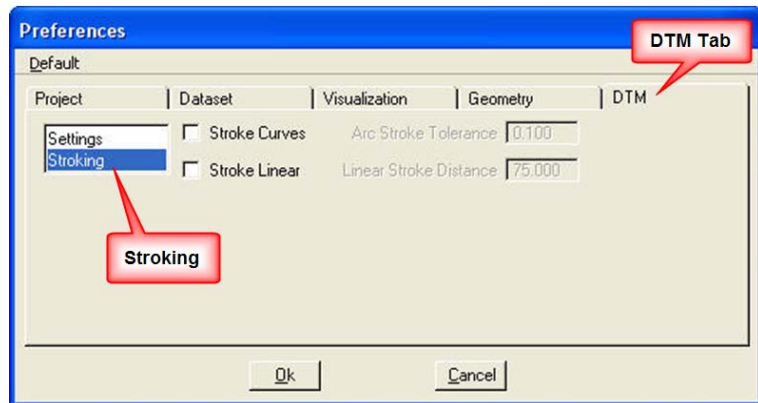 Preferences
DTM Tab
Default
Project Dataset Visualization Geometry DTM
Settings
Stroking
Stroke Curves Arc Stroke Tolerance 0.100
Stroke Linear Linear Stroke Distance 75.000
Stroking
Ok Cancel